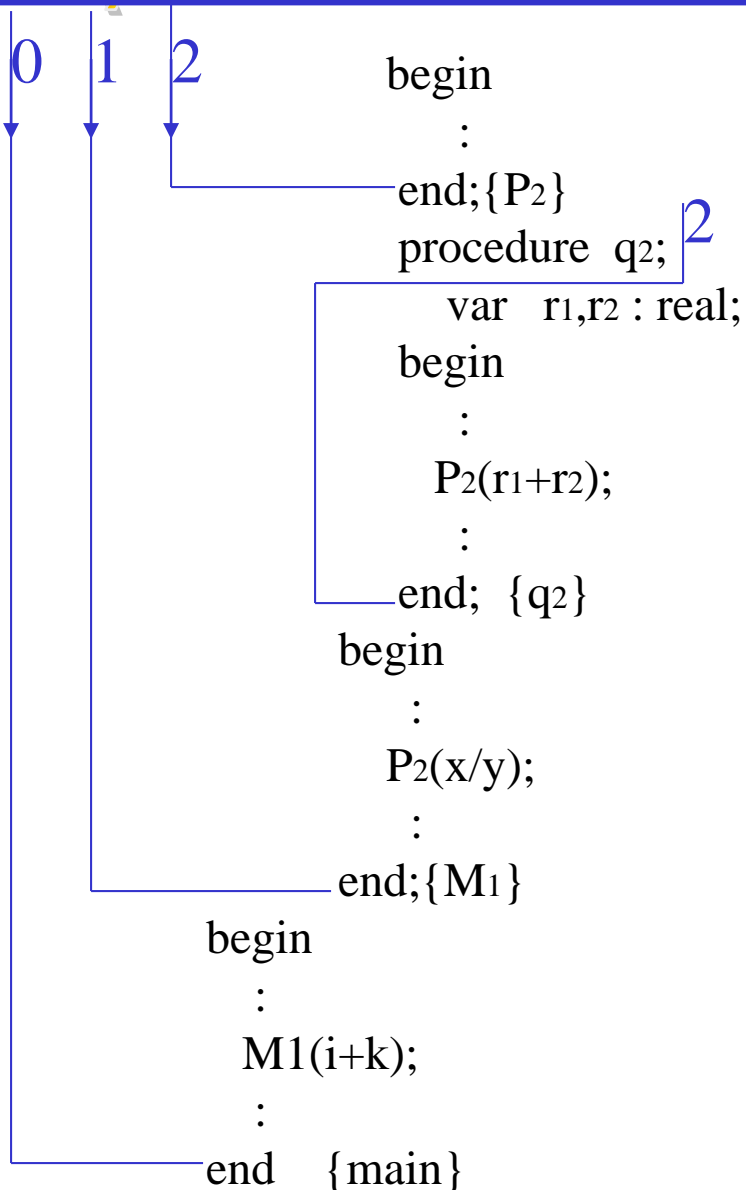 0 1 2
begin
:
end;{P2}
2
procedure q2;
var r1,r2 : real;
begin
:
P2(r1+r2);
:
end; {q2}
begin
:
P2(x/y);
:
end;{M1}
begin
:
M1(i+k);
:
end {main}